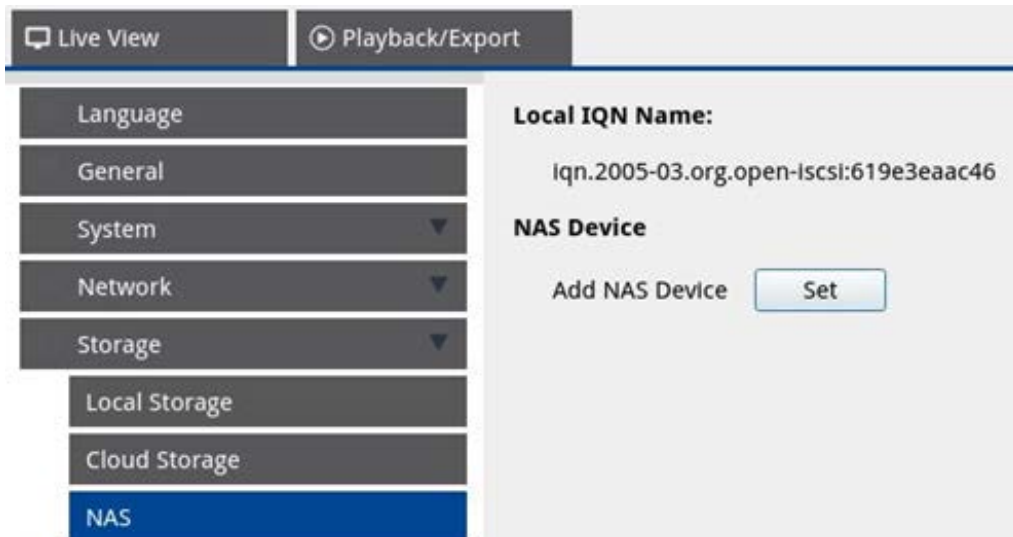 Live View
Playback/Export
Language
General
System
Network
Storage
Local Storage
Cloud Storage
NAS
Local IQN Name:
iqn.2005-03.org.open-iscsi:619e3eaac46
NAS Device
Add NAS Device Set